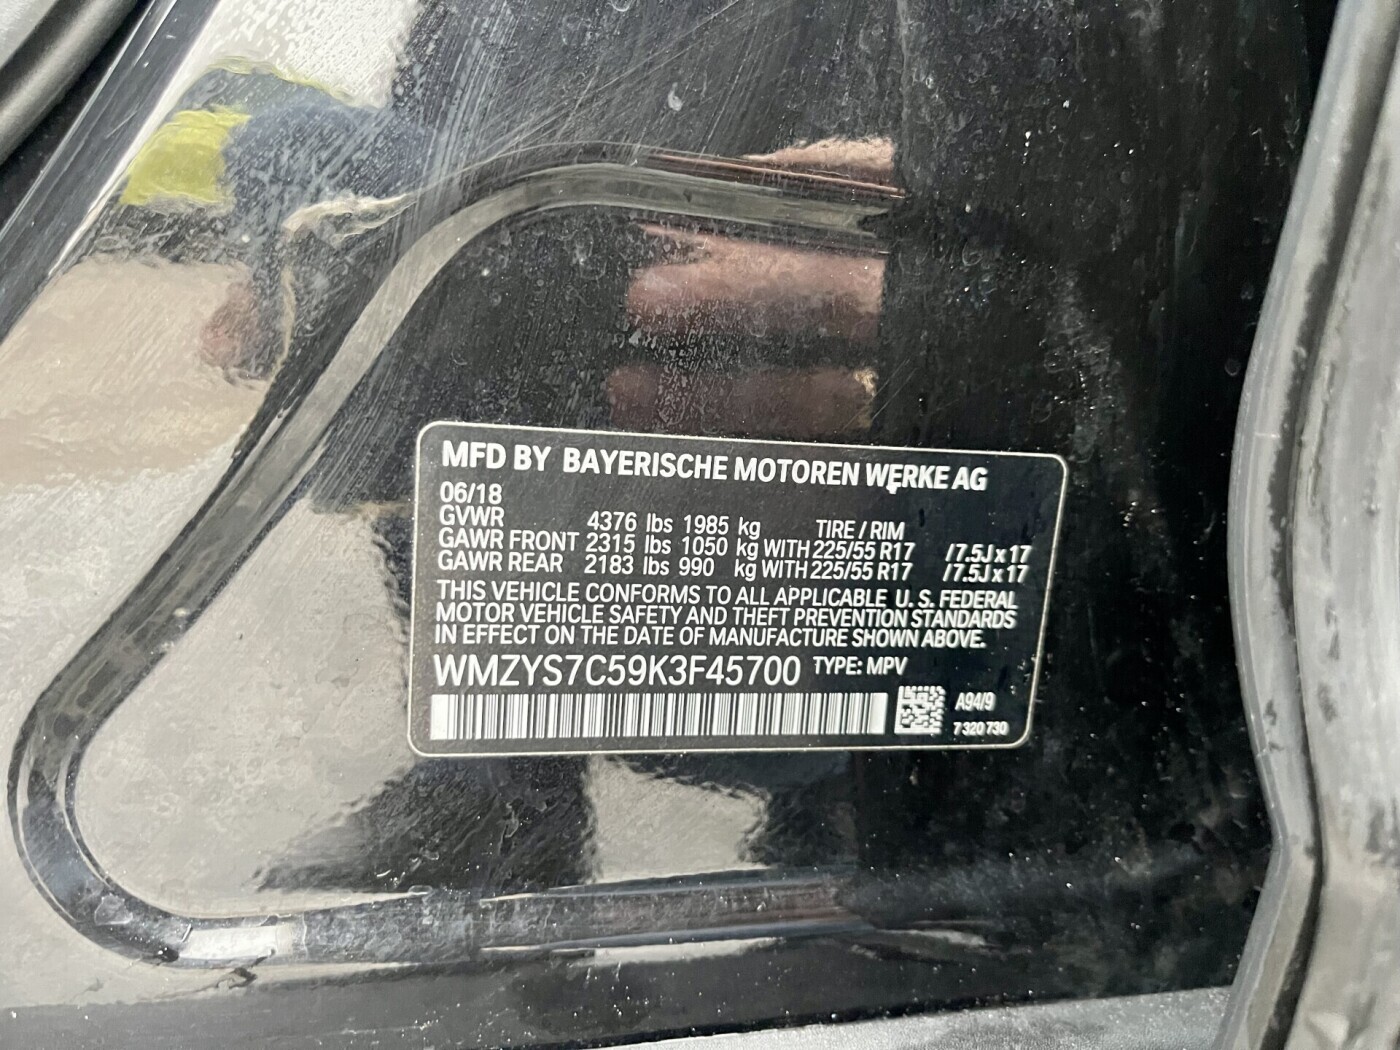 MFD BY BAYERISCHE MOTOREN WERKE AG
06/18
GVWR 4376 lbs 1985 kg TIRE / RIM
GAWR FRONT 2315 lbs 1050 kg WITH 225/55 R17 /7.5J x 17
GAWR REAR 2183 lbs 990 kg WITH 225/55 R17 /7.5J x 17
THIS VEHICLE CONFORMS TO ALL APPLICABLE U. S. FEDERAL
MOTOR VEHICLE SAFETY AND THEFT PREVENTION STANDARDS
IN EFFECT ON THE DATE OF MANUFACTURE SHOWN ABOVE.
WMZYS7C59K3F45700 TYPE: MPV
A94/9
7 320 730